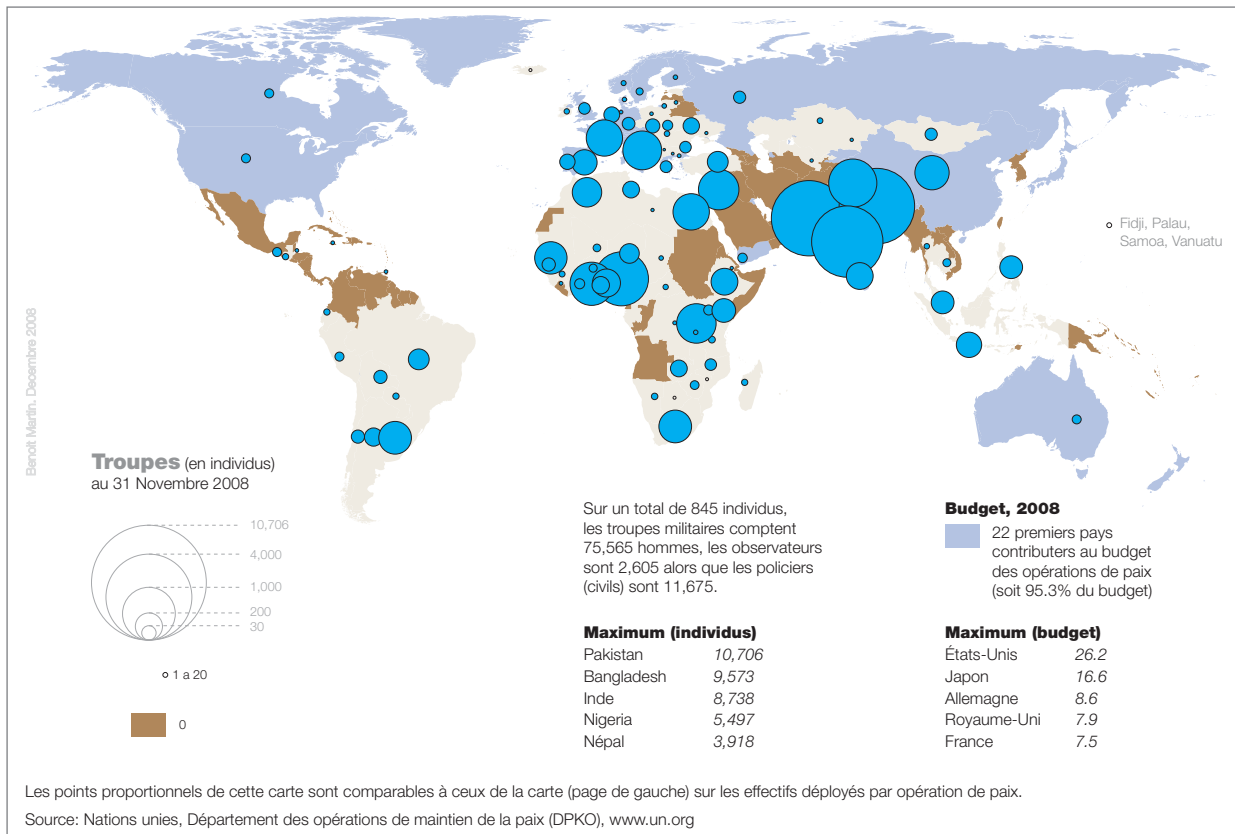 Fidji, Palau,
Samoa, Vanuatu
Benoît Martin. Decembre 2008
Troupes (en individus)
au 31 Novembre 2008
10,706
4,000
1,000
200
30
1 a 20
0
Sur un total de 845 individus,
les troupes militaires comptent
75,565 hommes, les observateurs
sont 2,605 alors que les policiers
(civils) sont 11,675.
Maximum (individus)
Pakistan 10,706
Bangladesh 9,573
Inde 8,738
Nigeria 5,497
Népal 3,918
Budget, 2008
22 premiers pays
contributers au budget
des opérations de paix
(soit 95.3% du budget)
Maximum (budget)
États-Unis 26.2
Japon 16.6
Allemagne 8.6
Royaume-Uni 7.9
France 7.5
Les points proportionnels de cette carte sont comparables à ceux de la carte (page de gauche) sur les effectifs déployés par opération de paix.
Source: Nations unies, Département des opérations de maintien de la paix (DPKO), www.un.org